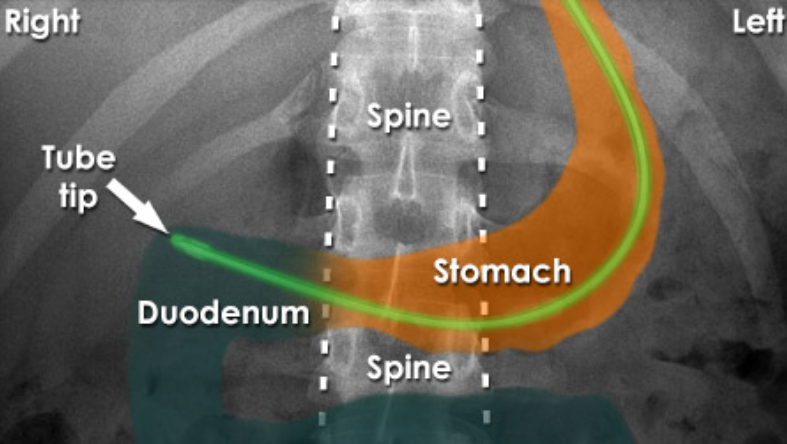 Right
Left
Spine
Tube
tip
Stomach
Duodenum
Spine